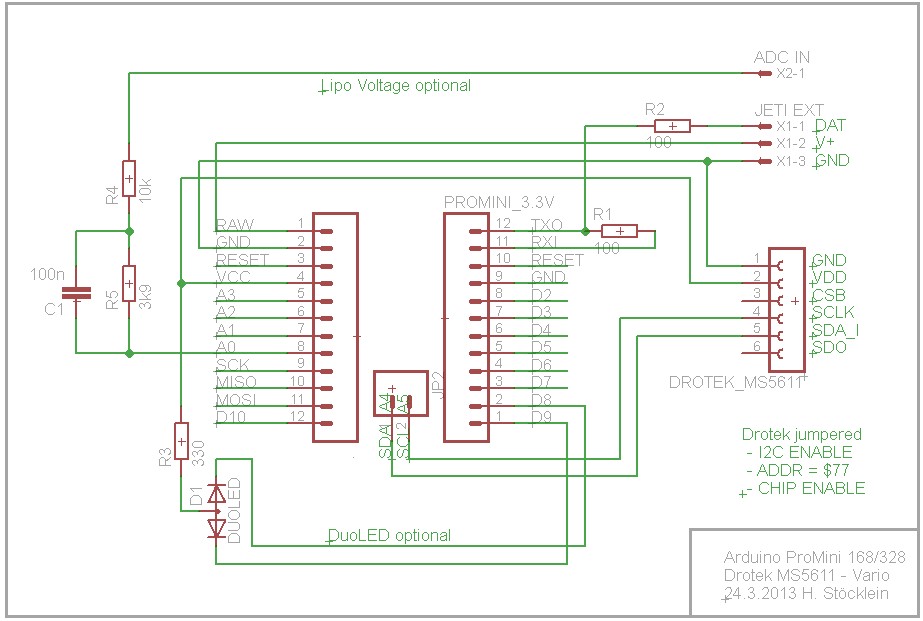 ADC IN
X2-1
Lipo Voltage optional
JETI EXT
R2
100
X1-1 DAT
X1-2 V+
X1-3 GND
R4
10k
PROMINI_3.3V
R1
100
RAW 1
GND 2
RESET 3
VCC 4
A3 5
A2 6
A1 7
A0 8
SCK 9
MISO 10
MOSI 11
D10 12
12 TXO
11 RXI
10 RESET
9 GND
8 D2
7 D3
6 D4
5 D5
4 D6
3 D7
2 D8
1 D9
100n
C1
R5
3k9
1 GND
2 VDD
3 CSB
4 SCLK
5 SDA_I
6 SDO
DROTEK_MS5611
JP2
SDA 1 A4
SCL 2 A5
R3
330
D1
DUOLED
DuoLED optional
Drotek jumpered
- I2C ENABLE
- ADDR = $77
- CHIP ENABLE
Arduino ProMini 168/328
Drotek MS5611 - Vario
24.3.2013 H. Stöcklein